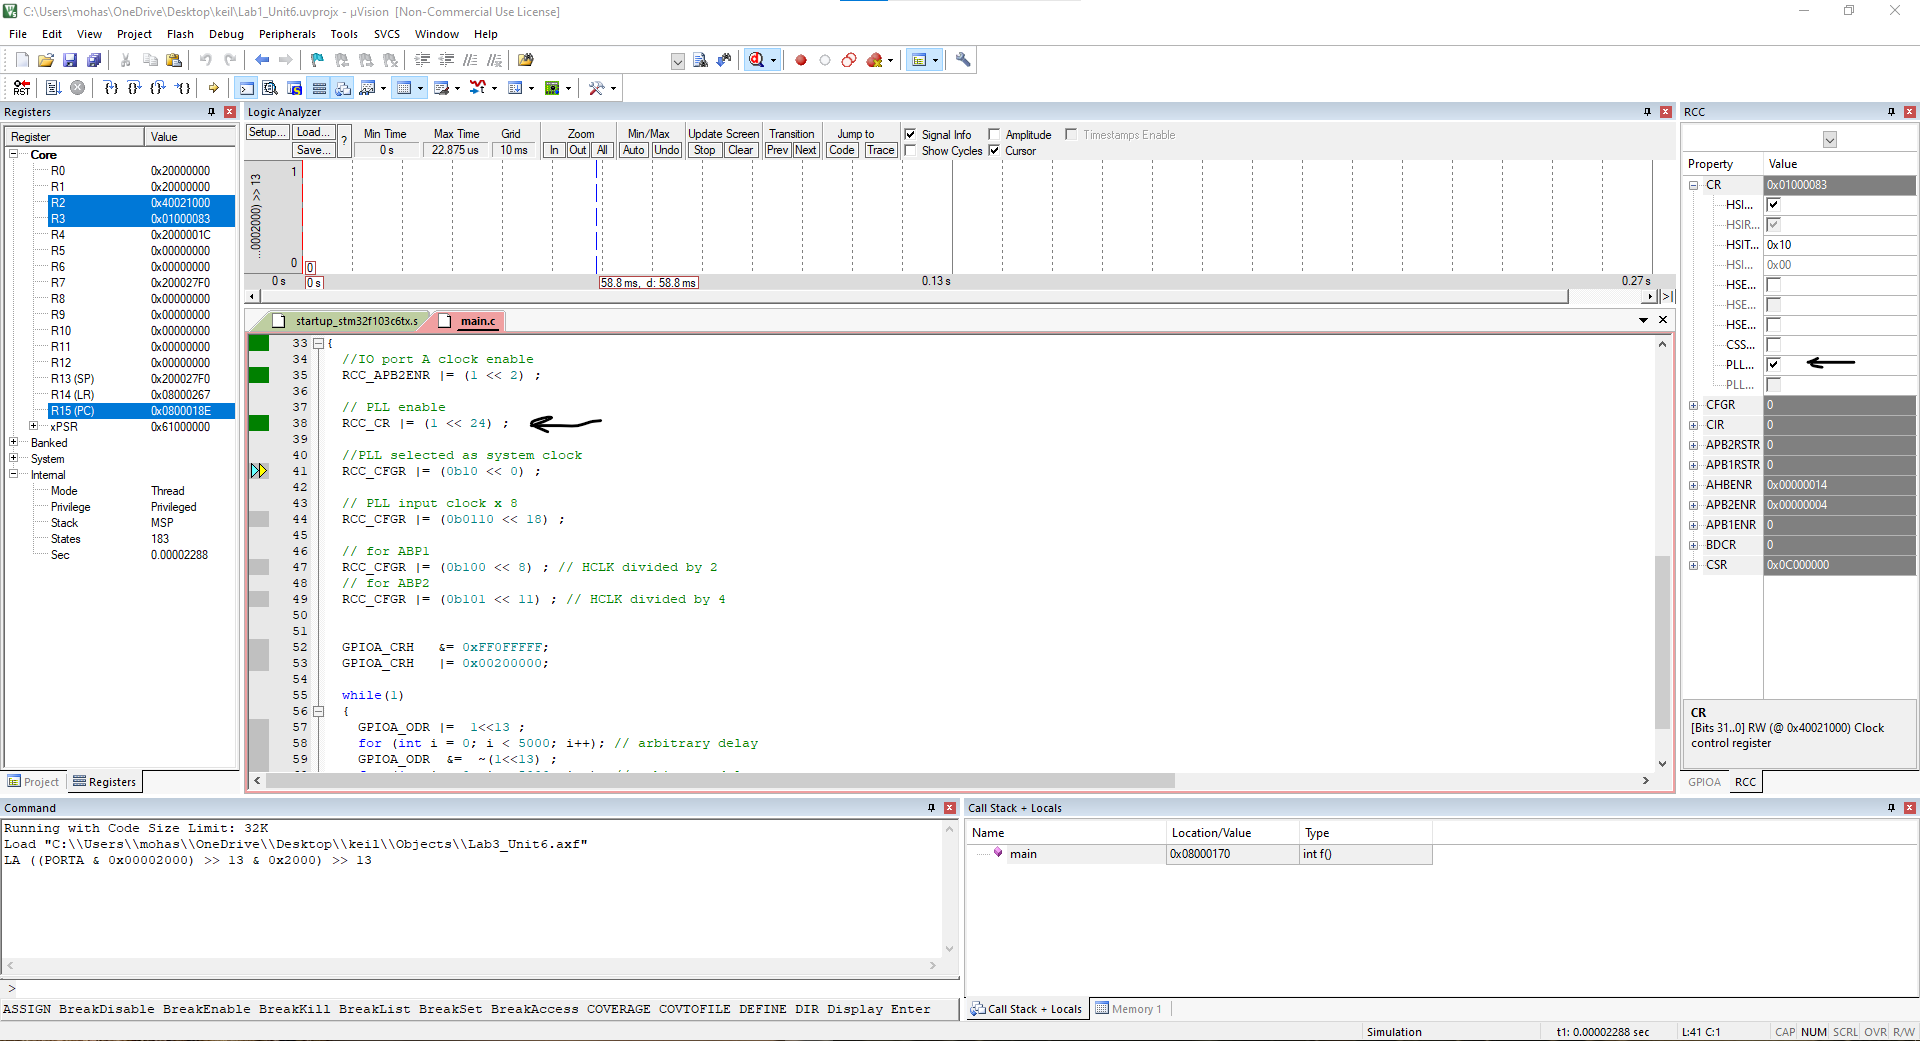 C:\Users\mohas\OneDrive\Desktop\keil\Lab1_Unit6.uvprojx - µVision  [Non-Commercial Use License]
File Edit View Project Flash Debug Peripherals Tools SVCS Window Help
Registers
Register Value
Core
R0 0x20000000
R1 0x20000000
R2 0x40021000
R3 0x01000083
R4 0x2000001C
R5 0x00000000
R6 0x00000000
R7 0x200027F0
R8 0x00000000
R9 0x00000000
R10 0x00000000
R11 0x00000000
R12 0x00000000
R13 (SP) 0x200027F0
R14 (LR) 0x08000267
R15 (PC) 0x0800018E
xPSR 0x61000000
Banked
System
Internal
Mode Thread
Privilege Privileged
Stack MSP
States 183
Sec 0.00002288
Project Registers
Logic Analyzer
Setup... Load... ? Min Time Max Time Grid Zoom Min/Max Update Screen Transition Jump to Signal Info Amplitude Timestamps Enable
Save... 0 s 22.875 us 10 ms In Out All Auto Undo Stop Clear Prev Next Code Trace Show Cycles Cursor
...00002000) >> 13
1
0
0
0 s 0 s 58.8 ms, d: 58.8 ms 0.13 s 0.27 s
startup_stm32f103c6tx.s main.c
33 {
34 //IO port A clock enable
35 RCC_APB2ENR |= (1 << 2) ;
36
37 // PLL enable
38 RCC_CR |= (1 << 24) ;
39
40 //PLL selected as system clock
41 RCC_CFGR |= (0b10 << 0) ;
42
43 // PLL input clock x 8
44 RCC_CFGR |= (0b0110 << 18) ;
45
46 // for ABP1
47 RCC_CFGR |= (0b100 << 8) ; // HCLK divided by 2
48 // for ABP2
49 RCC_CFGR |= (0b101 << 11) ; // HCLK divided by 4
50
51
52 GPIOA_CRH   &= 0xFF0FFFFF;
53 GPIOA_CRH   |= 0x00200000;
54
55 while(1)
56 {
57 GPIOA_ODR |=  1<<13 ;
58 for (int i = 0; i < 5000; i++); // arbitrary delay
59 GPIOA_ODR  &=  ~(1<<13) ;
RCC
Property Value
CR 0x01000083
HSI...
HSIR...
HSIT... 0x10
HSI... 0x00
HSE...
HSE...
HSE...
CSS...
PLL...
PLL...
CFGR 0
CIR 0
APB2RSTR 0
APB1RSTR 0
AHBENR 0x00000014
APB2ENR 0x00000004
APB1ENR 0
BDCR 0
CSR 0x0C000000
CR
[Bits 31..0] RW (@ 0x40021000) Clock
control register
GPIOA RCC
Command
Running with Code Size Limit: 32K
Load "C:\\Users\\mohas\\OneDrive\\Desktop\\keil\\Objects\\Lab3_Unit6.axf"
LA ((PORTA & 0x00002000) >> 13 & 0x2000) >> 13
>
ASSIGN BreakDisable BreakEnable BreakKill BreakList BreakSet BreakAccess COVERAGE COVTOFILE DEFINE DIR Display Enter
Call Stack + Locals
Name Location/Value Type
main 0x08000170 int f()
Call Stack + Locals Memory 1
Simulation t1: 0.00002288 sec L:41 C:1 CAP NUM SCRL OVR R/W